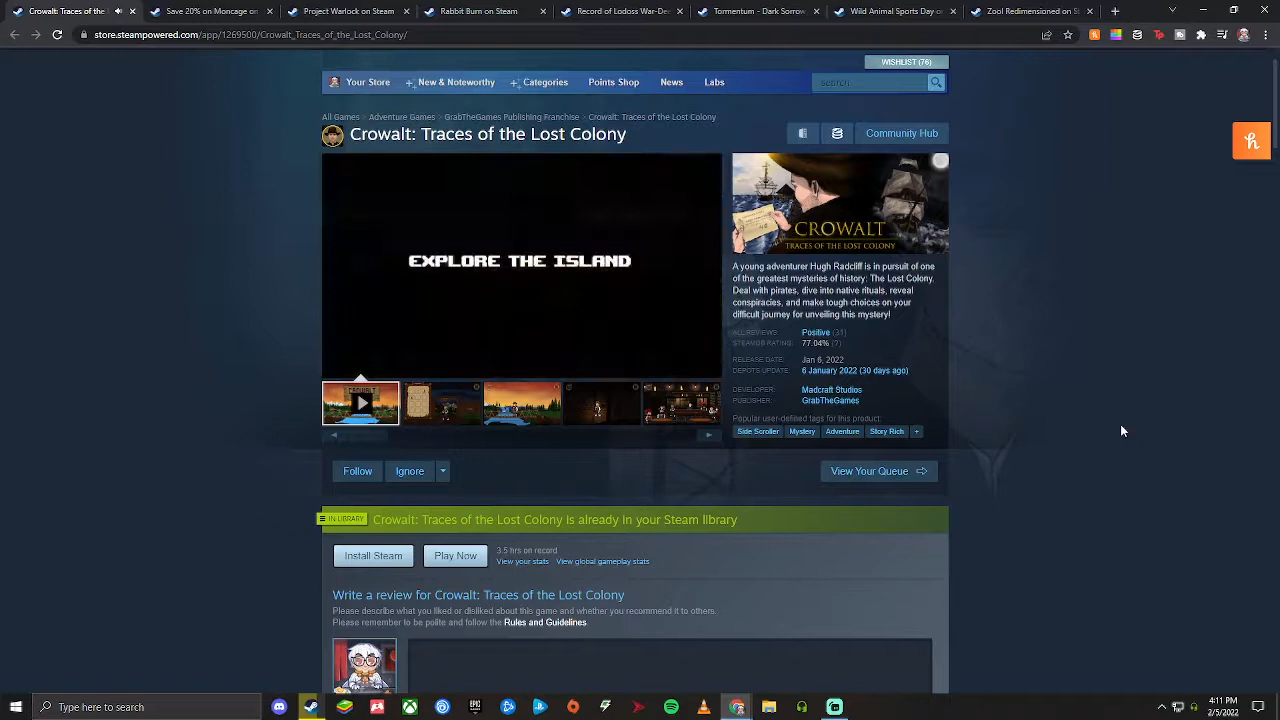 Crowalt: Traces of the
Save 20% on Moncage on
Project Warlock on Steam
Rabbit Burn on Steam
Record of Lodoss War-De
Tormentum - Dark Sorrow
Wild Animal Sports Day o
Zool Redimensioned on S
store.steampowered.com/app/1269500/Crowalt_Traces_of_the_Lost_Colony/
WISHLIST (76)
Your Store
New & Noteworthy
Categories
Points Shop
News
Labs
search
All Games > Adventure Games > GrabTheGames Publishing Franchise > Crowalt: Traces of the Lost Colony
Crowalt: Traces of the Lost Colony
Community Hub
EXPLORE THE ISLAND
CROWALT
TRACES OF THE LOST COLONY
A young adventurer Hugh Radcliff is in pursuit of one
of the greatest mysteries of history: The Lost Colony.
Deal with pirates, dive into native rituals, reveal
conspiracies, and make tough choices on your
difficult journey for unveiling this mystery!
ALL REVIEWS: Positive (31)
STEAMDB RATING: 77.04% (?)
RELEASE DATE: Jan 6, 2022
DEPOTS UPDATE: 6 January 2022 (30 days ago)
DEVELOPER: Madcraft Studios
PUBLISHER: GrabTheGames
Popular user-defined tags for this product:
Side Scroller Mystery Adventure Story Rich +
Follow
Ignore
View Your Queue
IN LIBRARY
Crowalt: Traces of the Lost Colony is already in your Steam library
Install Steam
Play Now
3.5 hrs on record
View your stats View global gameplay stats
Write a review for Crowalt: Traces of the Lost Colony
Please describe what you liked or disliked about this game and whether you recommend it to others.
Please remember to be polite and follow the Rules and Guidelines.
Type here to search
4:11 PM
2/5/2022